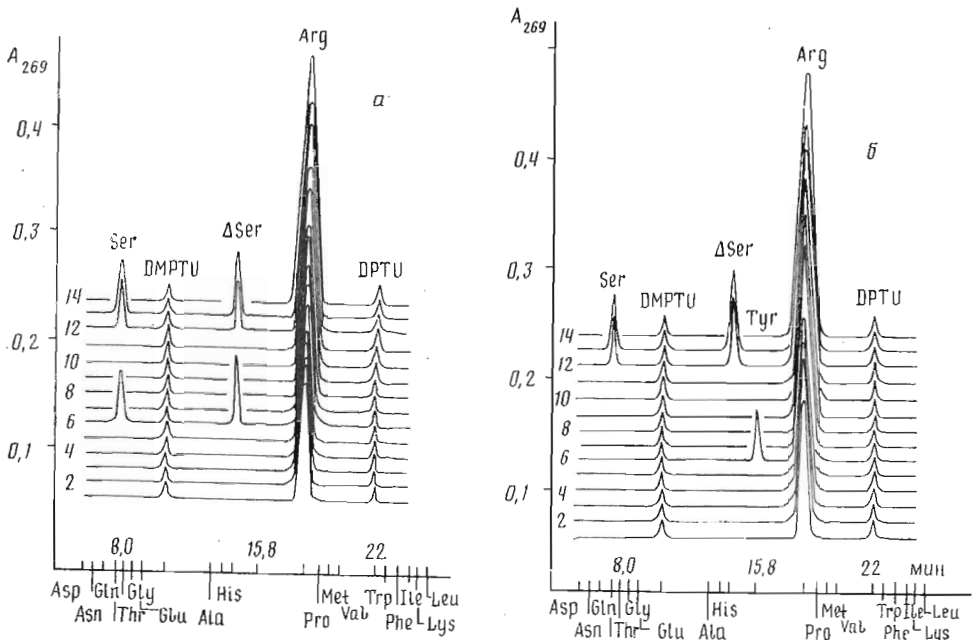 A269
0,4
0,3
0,2
0,1
Arg
а
Ser
ΔSer
DMPTU
DPTU
14
12
10
8
6
4
2
8,0
15,8
22
Asp
Gln
Gly
His
Met
Val
Trp
Ile
Leu
Asn
Thr
Glu
Ala
Pro
Phe
Lys
A269
0,4
0,3
0,2
0,1
Arg
б
Ser
ΔSer
DMPTU
Tyr
DPTU
14
12
10
8
6
4
2
8,0
15,8
22
мин
Asp
Gln
Gly
His
Met
Val
Trp
Ile
Leu
Asn
Thr
Glu
Ala
Pro
Phe
Lys